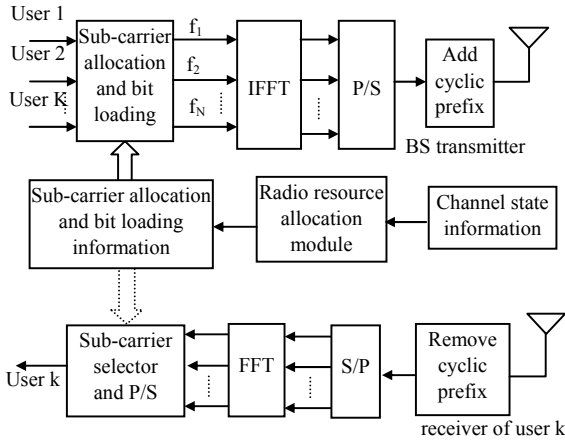 User 1
User 2
User K
Sub-carrier
allocation
and bit
loading
f1
f2
fN
IFFT
P/S
Add
cyclic
prefix
BS transmitter
Sub-carrier allocation
and bit loading
information
Radio resource
allocation
module
Channel state
information
User k
Sub-carrier
selector
and P/S
FFT
S/P
Remove
cyclic
prefix
receiver of user k